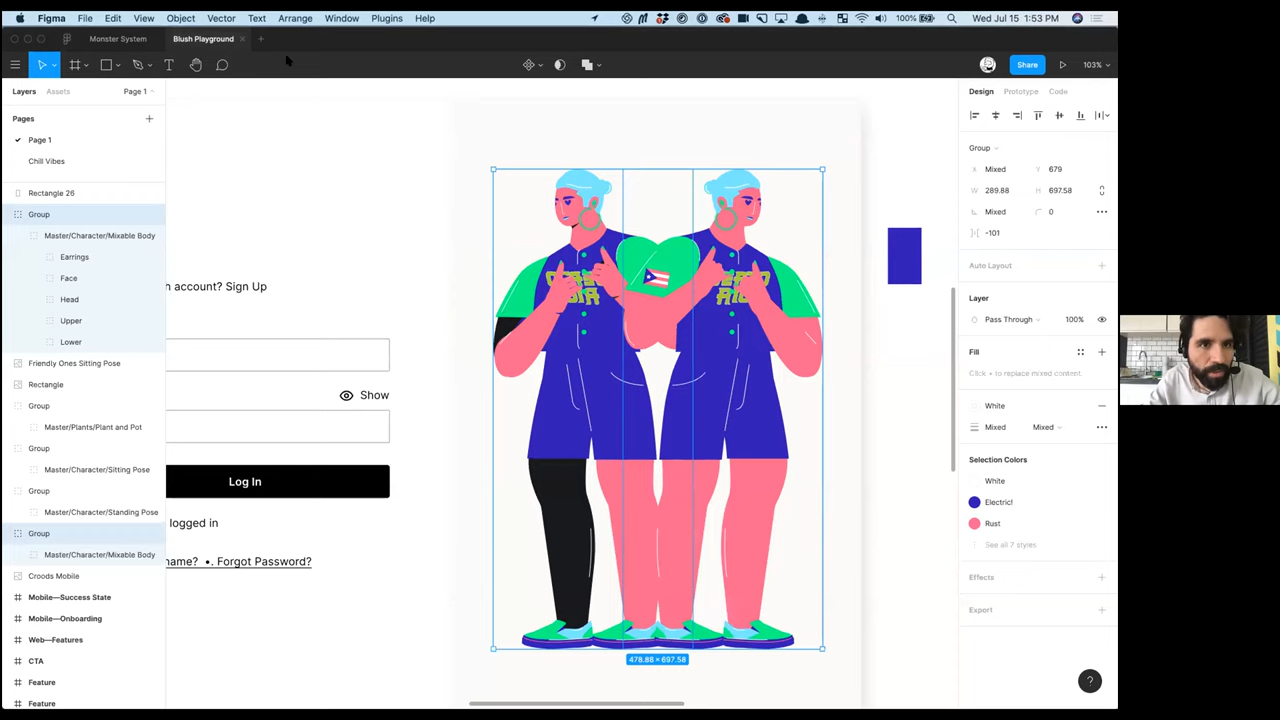 Figma File Edit View Object Vector Text Arrange Window Plugins Help 100% Wed Jul 15 1:53 PM
Monster System Blush Playground
Share 103%
Layers Assets Page 1
Pages
Page 1
Chill Vibes
Rectangle 26
Group
Master/Character/Mixable Body
Earrings
Face
Head
Upper
Lower
Friendly Ones Sitting Pose
Rectangle
Group
Master/Plants/Plant and Pot
Group
Master/Character/Sitting Pose
Group
Master/Character/Standing Pose
Group
Master/Character/Mixable Body
Croods Mobile
Mobile—Success State
Mobile—Onboarding
Web—Features
CTA
Feature
Feature
h account? Sign Up
Show
Log In
logged in
name? •. Forgot Password?
478.88 × 697.58
Design Prototype Code
Group
X Mixed Y 679
W 289.88 H 697.58
Mixed 0
-101
Auto Layout
Layer
Pass Through 100%
Fill
Click + to replace mixed content.
White
Mixed Mixed
Selection Colors
White
Electric!
Rust
See all 7 styles
Effects
Export
?